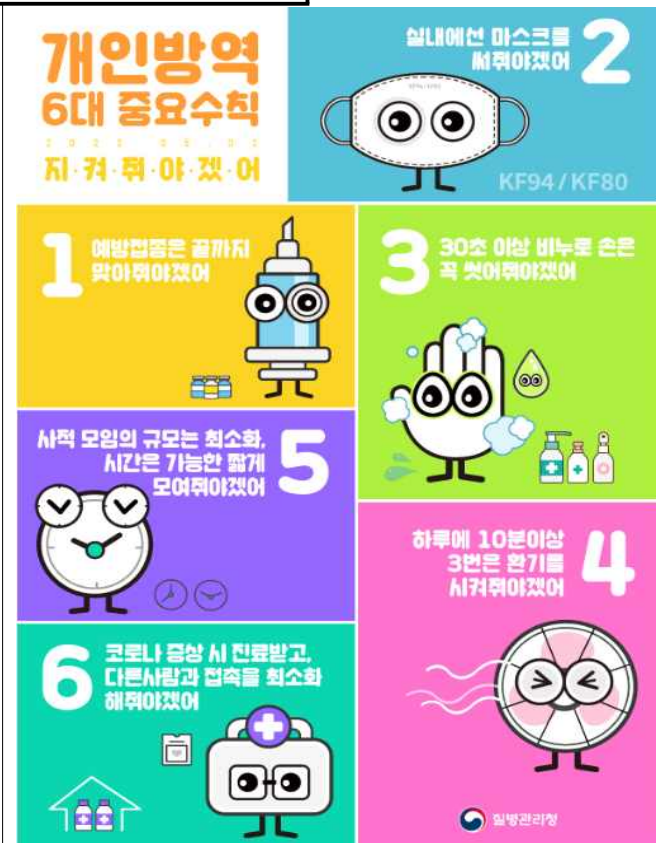 개인방역
6대 중요수칙
지·켜·줘·야·겠·어
1
예방접종은 끝까지
맞아줘야겠어
2
실내에선 마스크를
써줘야겠어
KF94 / KF80
3
30초 이상 비누로 손은
꼭 씻어줘야겠어
4
하루에 10분이상
3번은 환기를
시켜줘야겠어
5
사적 모임의 규모는 최소화,
시간은 가능한 짧게
모여줘야겠어
6
코로나 증상 시 진료받고,
다른사람과 접촉을 최소화
해줘야겠어
질병관리청